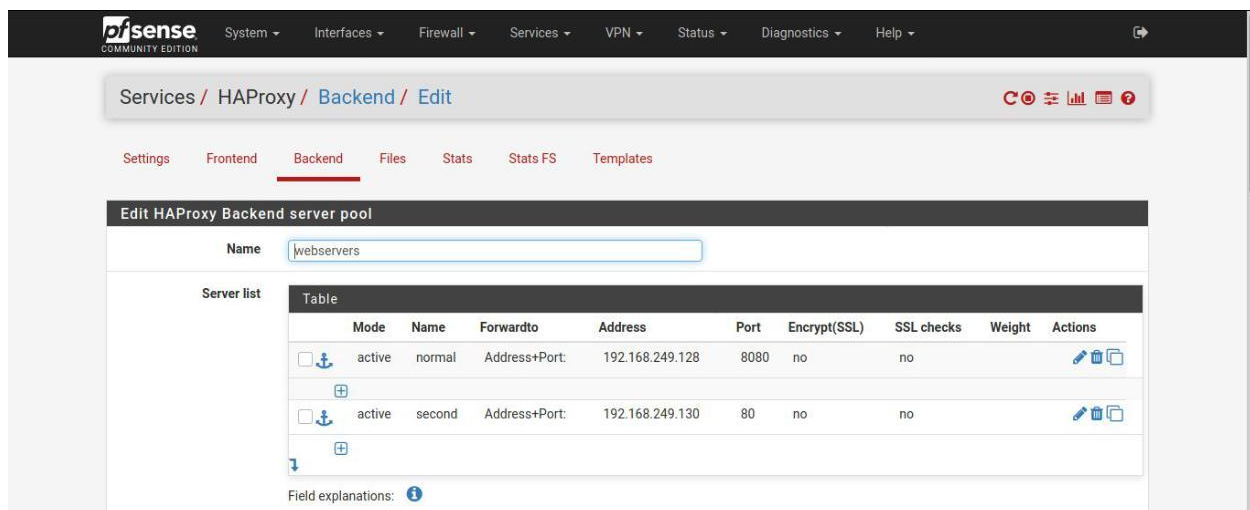 pfsense System Interfaces Firewall Services VPN Status Diagnostics Help
COMMUNITY EDITION
Services / HAProxy / Backend / Edit
Settings Frontend Backend Files Stats Stats FS Templates
Edit HAProxy Backend server pool
Name webservers
Server list Table
Mode Name Forwardto Address Port Encrypt(SSL) SSL checks Weight Actions
active normal Address+Port: 192.168.249.128 8080 no no
active second Address+Port: 192.168.249.130 80 no no
Field explanations: